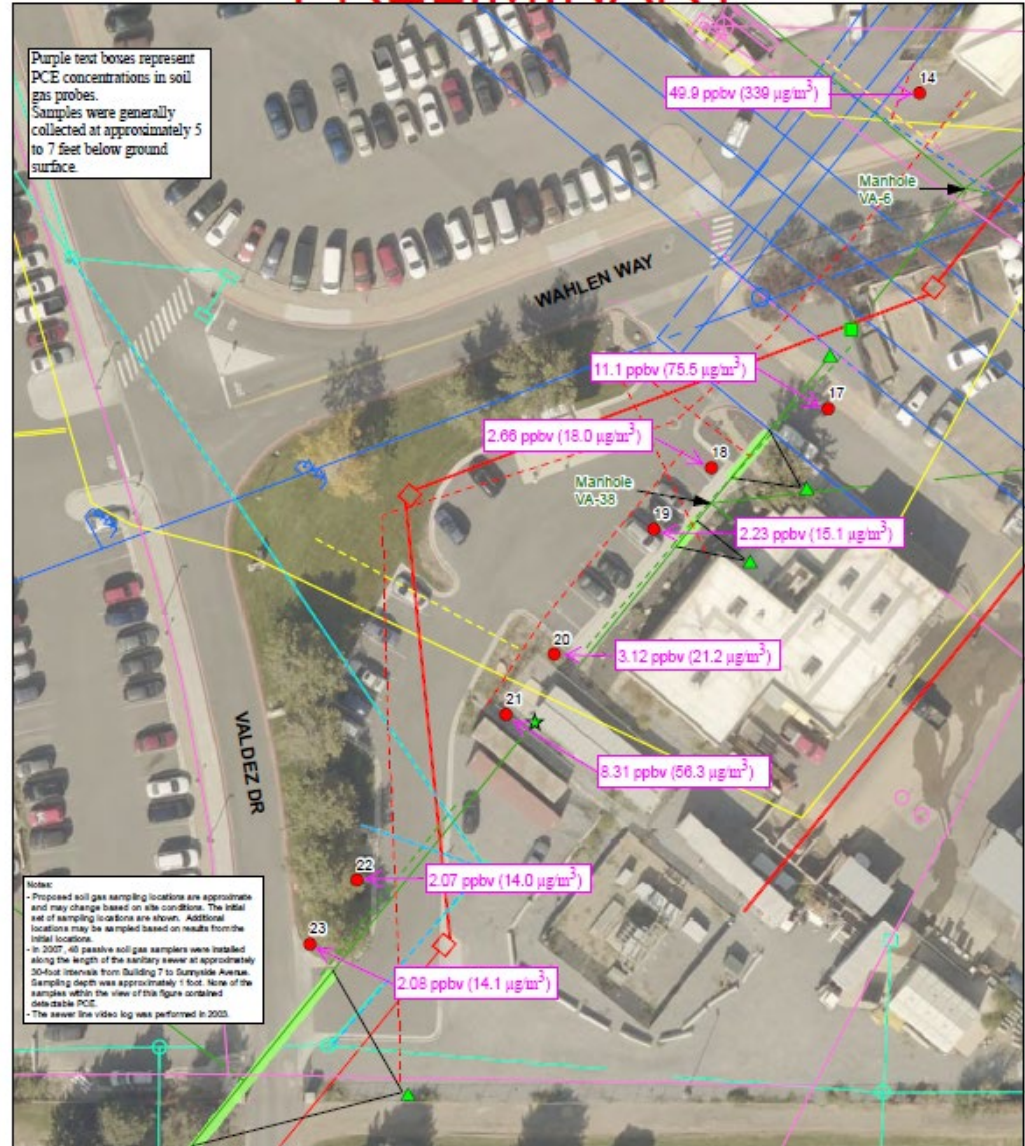 PRELIMINARY
Purple text boxes represent
PCE concentrations in soil
gas probes.
Samples were generally
collected at approximately 5
to 7 feet below ground
surface.
14
49.9 ppbv (339 µg/m³)
Manhole
VA-6
WAHLEN WAY
11.1 ppbv (75.5 µg/m³)
17
2.66 ppbv (18.0 µg/m³)
18
Manhole
VA-38
19
2.23 ppbv (15.1 µg/m³)
20
3.12 ppbv (21.2 µg/m³)
21
8.31 ppbv (56.3 µg/m³)
VALDEZ DR
22
2.07 ppbv (14.0 µg/m³)
23
2.08 ppbv (14.1 µg/m³)
Notes:
- Proposed soil gas sampling locations are approximate
and may change based on site conditions. The initial
set of sampling locations are shown. Additional
locations may be sampled based on results from the
initial locations.
- In 2007, 48 passive soil gas samplers were installed
along the length of the sanitary sewer at approximately
30-foot intervals from Building 7 to Sunnyside Avenue.
Sampling depth was approximately 1 foot. None of the
samples within the view of this figure contained
detectable PCE.
- The sewer line video log was performed in 2003.